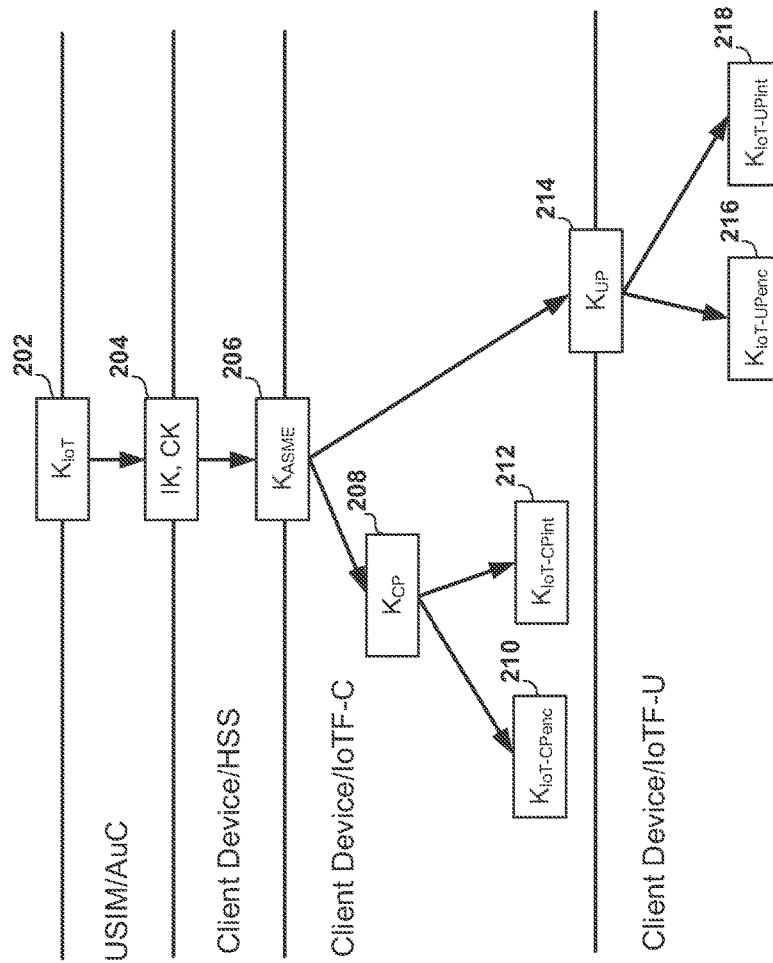 202
K_IoT
USIM/AuC
204
IK, CK
Client Device/HSS
206
K_ASME
Client Device/IoTF-C
208
K_CP
210
K_IoT-CPenc
212
K_IoT-CPint
214
K_UP
Client Device/IoTF-U
216
K_IoT-UPenc
218
K_IoT-UPint